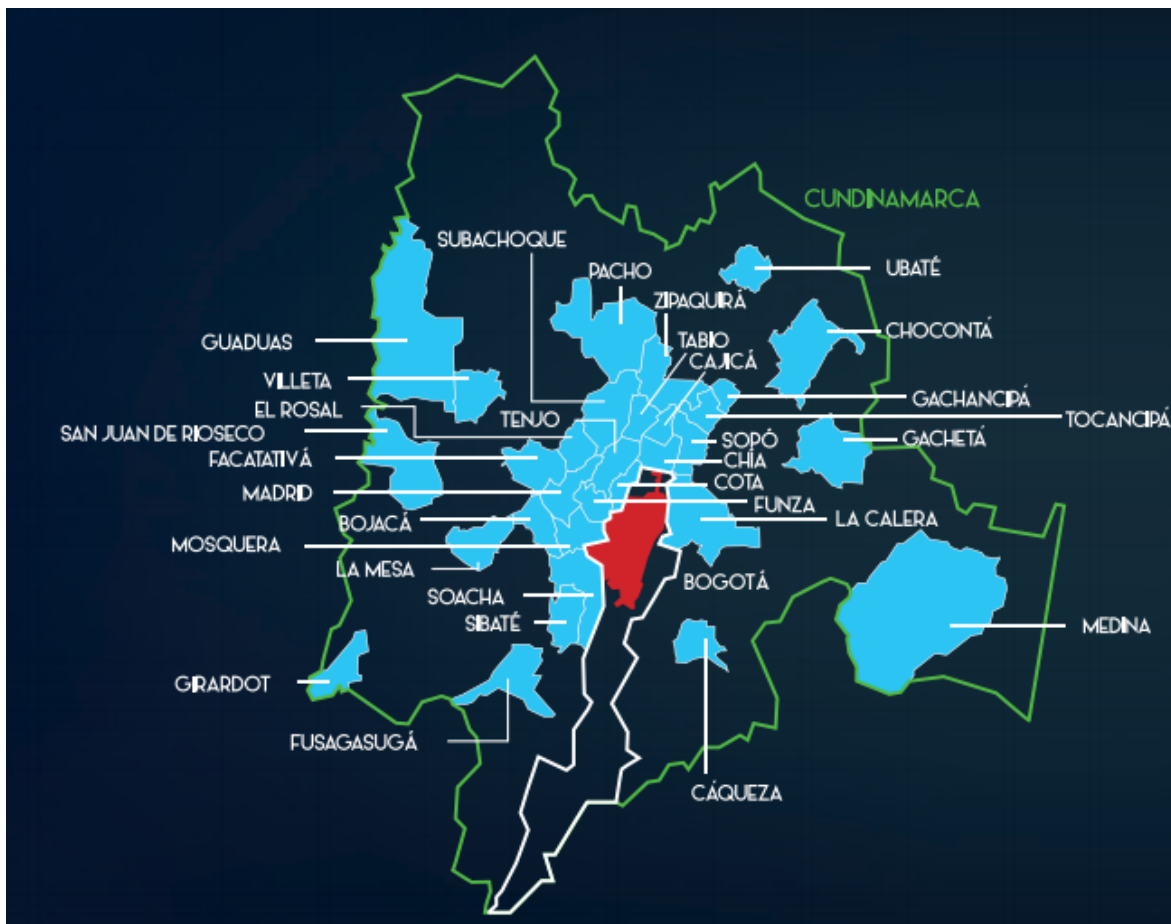 CUNDINAMARCA
SUBACHOQUE
PACHO
UBATÉ
ZIPAQUIRÁ
CHOCONTÁ
GUADUAS
TABIO
CAJICÁ
VILLETA
GACHANCIPÁ
EL ROSAL
TENJO
TOCANCIPÁ
SAN JUAN DE RIOSECO
SOPÓ
GACHETÁ
FACATATIVÁ
CHÍA
MADRID
COTA
FUNZA
BOJACÁ
LA CALERA
MOSQUERA
LA MESA
BOGOTÁ
SOACHA
SIBATÉ
MEDINA
GIRARDOT
FUSAGASUGÁ
CÁQUEZA